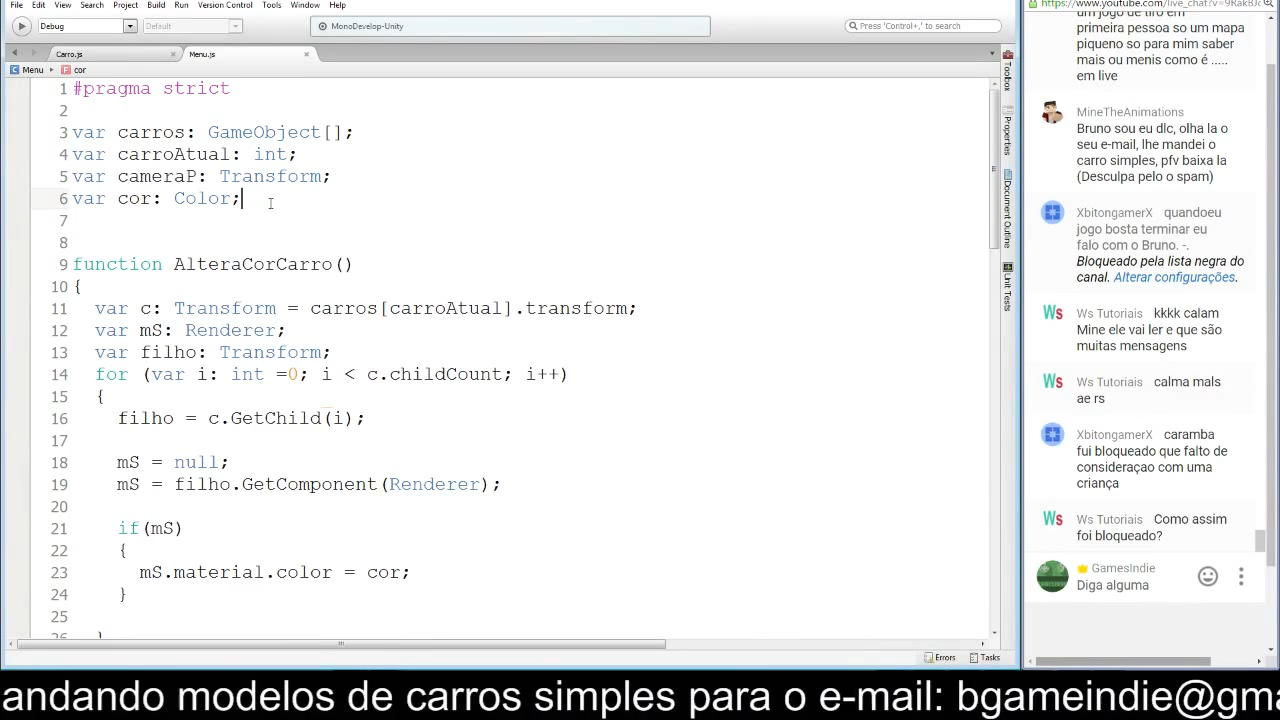 File Edit View Search Project Build Run Version Control Tools Window Help
Debug Default MonoDevelop-Unity Press 'Control+,' to search
Carro.js Menu.js
Menu cor
1 #pragma strict
2
3 var carros: GameObject[];
4 var carroAtual: int;
5 var cameraP: Transform;
6 var cor: Color;
7
8
9 function AlteraCorCarro()
10 {
11 var c: Transform = carros[carroAtual].transform;
12 var mS: Renderer;
13 var filho: Transform;
14 for (var i: int =0; i < c.childCount; i++)
15 {
16 filho = c.GetChild(i);
17
18 mS = null;
19 mS = filho.GetComponent(Renderer);
20
21 if(mS)
22 {
23 mS.material.color = cor;
24 }
25
26 }
Errors Tasks
Toolbox
Properties
Document Outline
Unit Tests
https://www.youtube.com/live_chat?v=9RakBJ
um jogo de tiro em
primeira pessoa so um mapa
piqueno so para mim saber
mais ou menis como é .....
em live
MineTheAnimations
Bruno sou eu dlc, olha la o
seu e-mail, lhe mandei o
carro simples, pfv baixa la
(Desculpa pelo o spam)
XbitongamerX quandoeu
jogo bosta terminar eu
falo com o Bruno. -.
Bloqueado pela lista negra do
canal. Alterar configurações.
Ws Ws Tutoriais kkkk calam
Mine ele vai ler e que são
muitas mensagens
Ws Ws Tutoriais calma mals
ae rs
XbitongamerX caramba
fui bloqueado que falto de
consideraçao com uma
criança
Ws Ws Tutoriais Como assim
foi bloqueado?
GamesIndie
Diga alguma
andando modelos de carros simples para o e-mail: bgameindie@gma